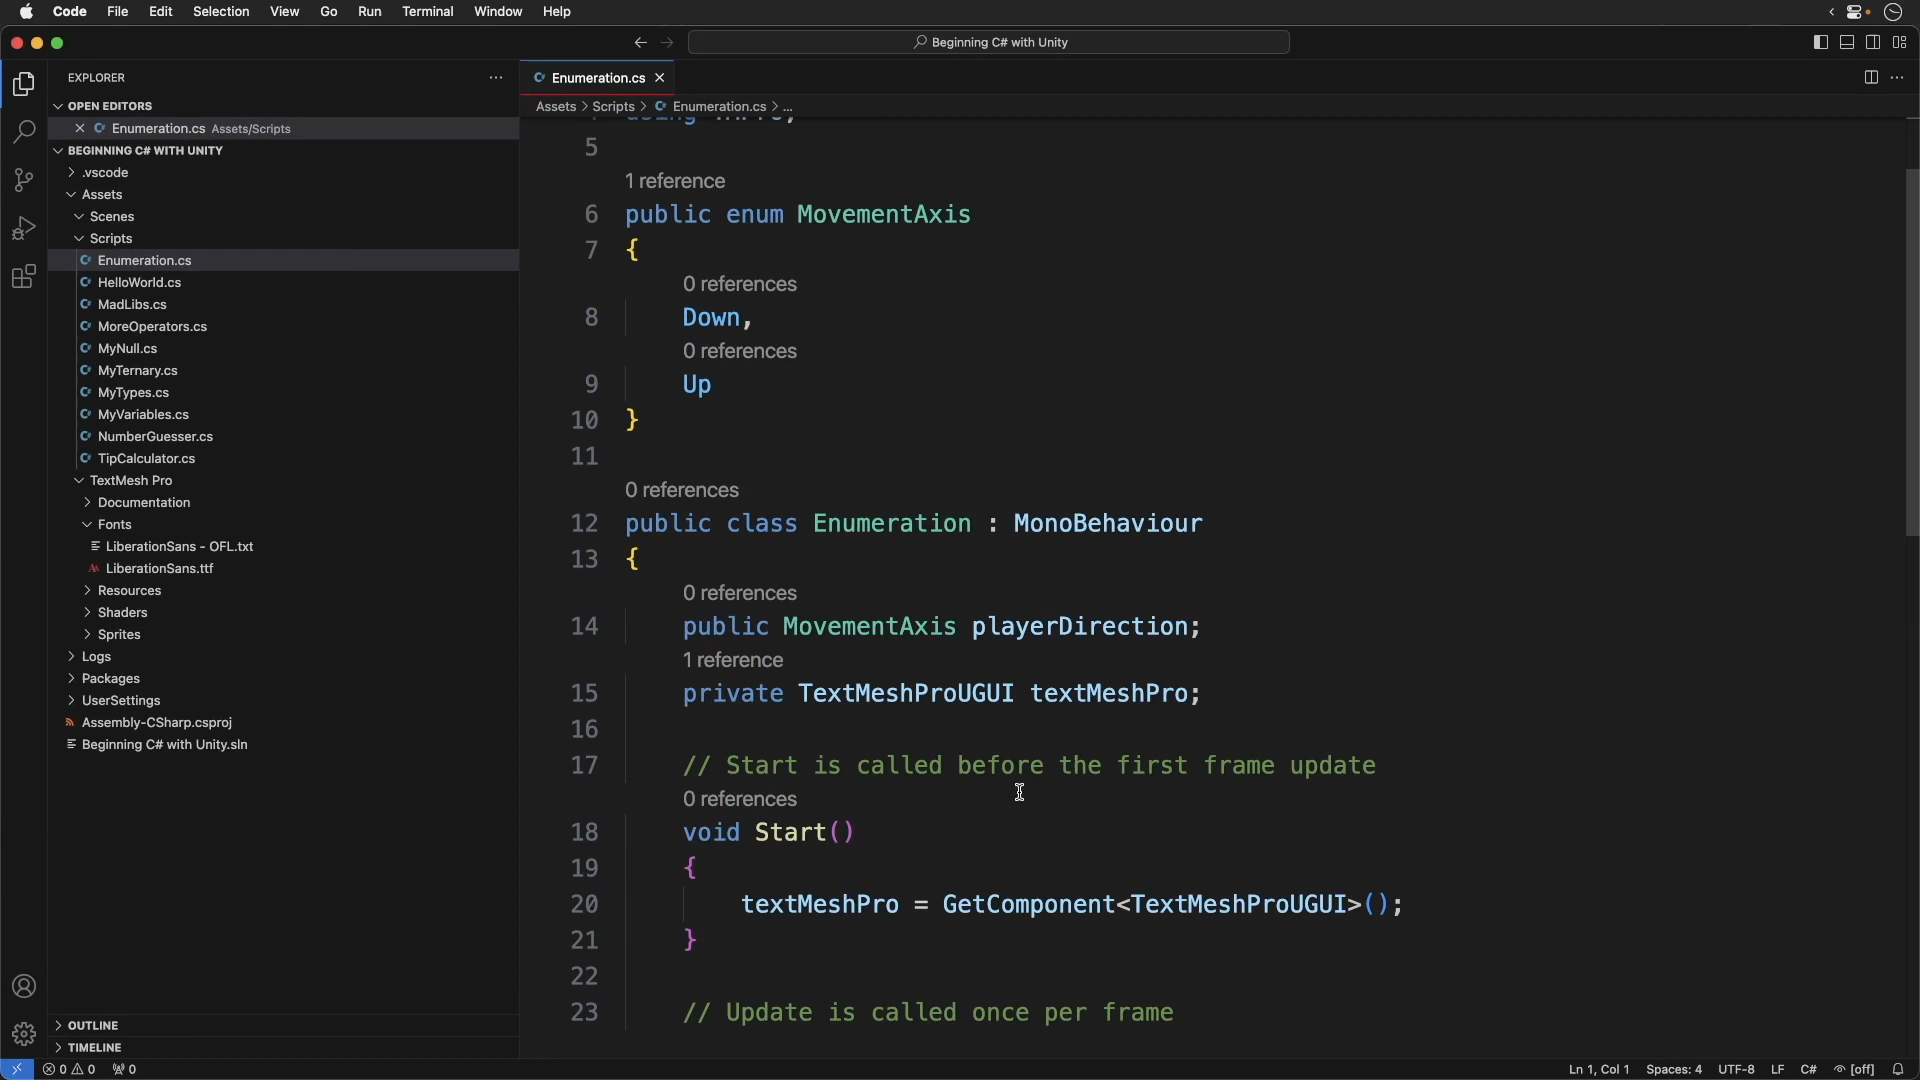 Code File Edit Selection View Go Run Terminal Window Help
Beginning C# with Unity
EXPLORER
OPEN EDITORS
Enumeration.cs Assets/Scripts
BEGINNING C# WITH UNITY
.vscode
Assets
Scenes
Scripts
Enumeration.cs
HelloWorld.cs
MadLibs.cs
MoreOperators.cs
MyNull.cs
MyTernary.cs
MyTypes.cs
MyVariables.cs
NumberGuesser.cs
TipCalculator.cs
TextMesh Pro
Documentation
Fonts
LiberationSans - OFL.txt
LiberationSans.ttf
Resources
Shaders
Sprites
Logs
Packages
UserSettings
Assembly-CSharp.csproj
Beginning C# with Unity.sln
OUTLINE
TIMELINE
Enumeration.cs
Assets > Scripts > Enumeration.cs > ...
5
1 reference
6 public enum MovementAxis
7 {
0 references
8 Down,
0 references
9 Up
10 }
11
0 references
12 public class Enumeration : MonoBehaviour
13 {
0 references
14 public MovementAxis playerDirection;
1 reference
15 private TextMeshProUGUI textMeshPro;
16
17 // Start is called before the first frame update
0 references
18 void Start()
19 {
20 textMeshPro = GetComponent<TextMeshProUGUI>();
21 }
22
23 // Update is called once per frame
0 0 0 Ln 1, Col 1 Spaces: 4 UTF-8 LF C# [off]